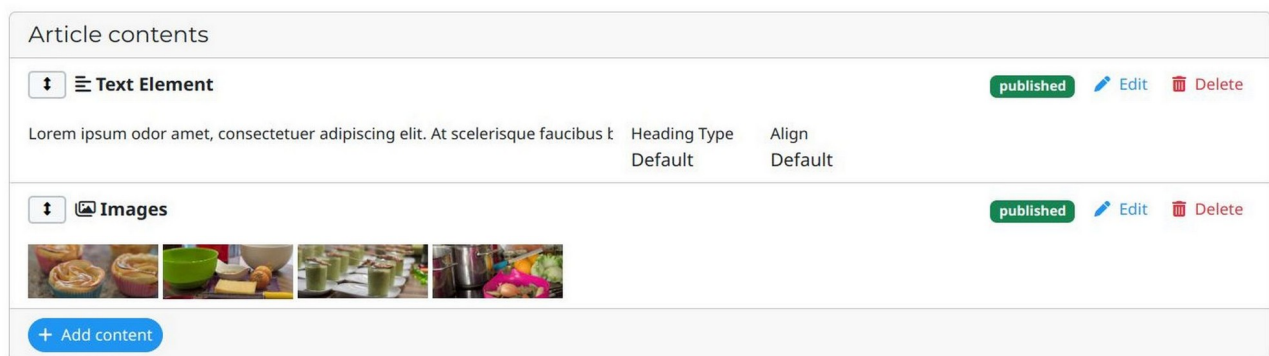 Article contents
Text Element
published
Edit
Delete
Lorem ipsum odor amet, consectetuer adipiscing elit. At scelerisque faucibus
Heading Type
Align
Default
Default
Images
published
Edit
Delete
+ Add content